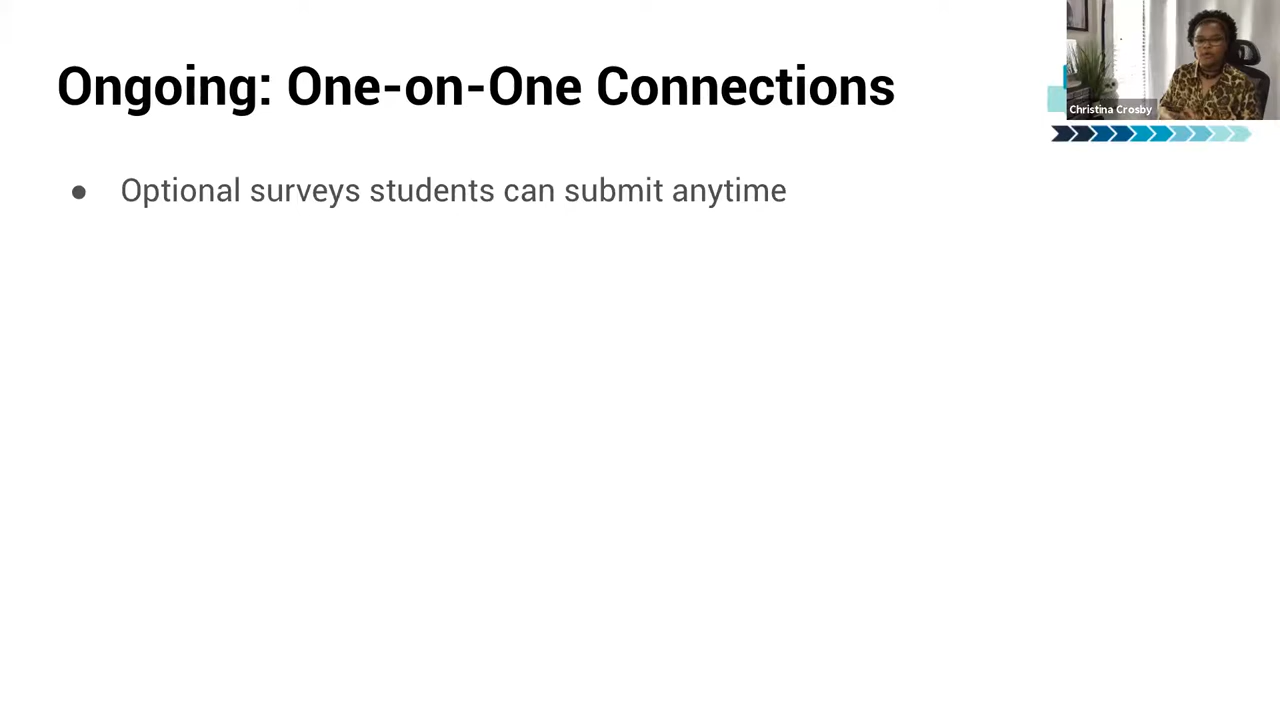 Ongoing: One-on-One Connections
Christina Crosby
● Optional surveys students can submit anytime